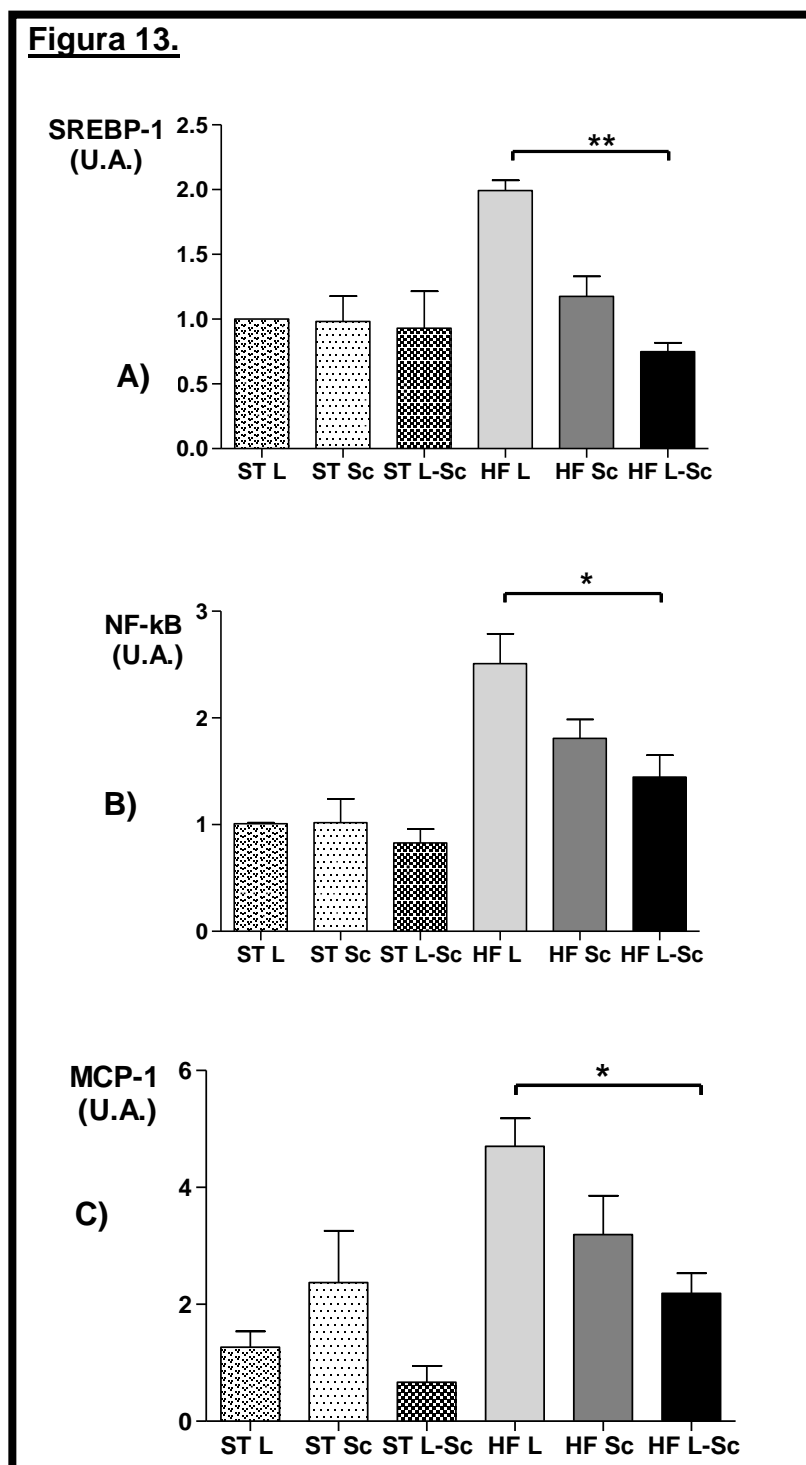 Figura 13.
SREBP-1
(U.A.)
2.5
2.0
1.5
1.0
0.5
0.0
**
A)
ST L ST Sc ST L-Sc HF L HF Sc HF L-Sc
NF-kB
(U.A.)
3
2
1
0
*
B)
ST L ST Sc ST L-Sc HF L HF Sc HF L-Sc
MCP-1
(U.A.)
6
4
2
0
*
C)
ST L ST Sc ST L-Sc HF L HF Sc HF L-Sc